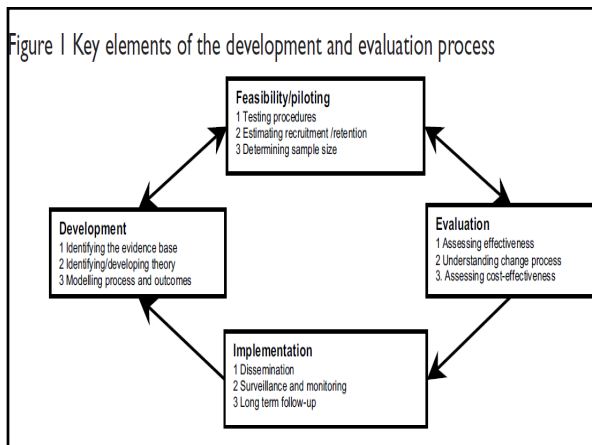 Figure 1 Key elements of the development and evaluation process
Feasibility/piloting
1 Testing procedures
2 Estimating recruitment /retention
3 Determining sample size
Development
1 Identifying the evidence base
2 Identifying/developing theory
3 Modelling process and outcomes
Evaluation
1 Assessing effectiveness
2 Understanding change process
3. Assessing cost-effectiveness
Implementation
1 Dissemination
2 Surveillance and monitoring
3 Long term follow-up